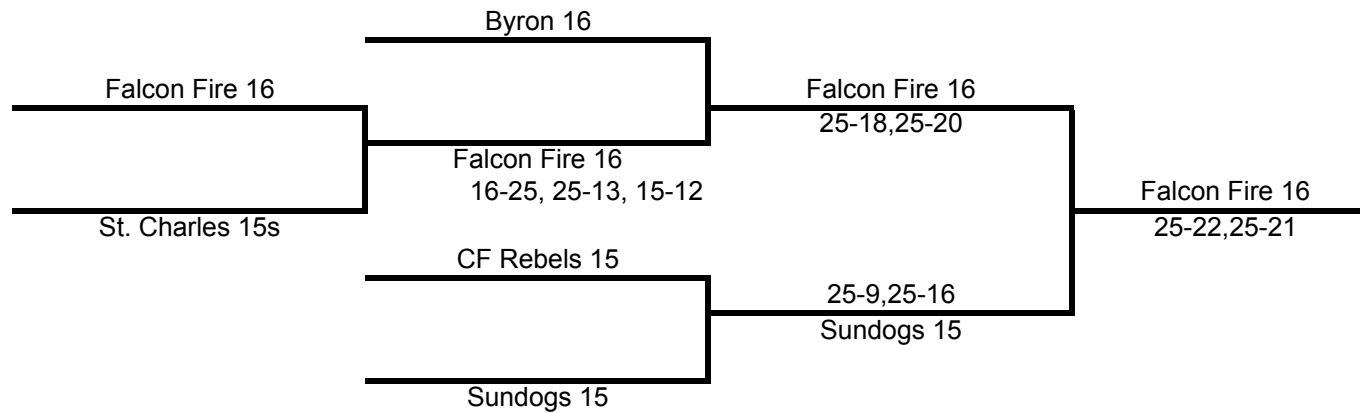 Byron 16
Falcon Fire 16
Falcon Fire 16
25-18,25-20
Falcon Fire 16
16-25, 25-13, 15-12
Falcon Fire 16
25-22,25-21
St. Charles 15s
CF Rebels 15
25-9,25-16
Sundogs 15
Sundogs 15